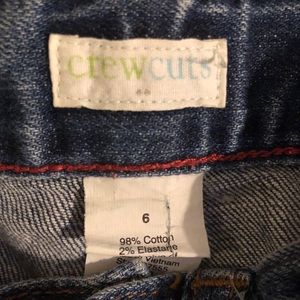 crewcuts
6
98% Cotton
2% Elastane
Vietnam